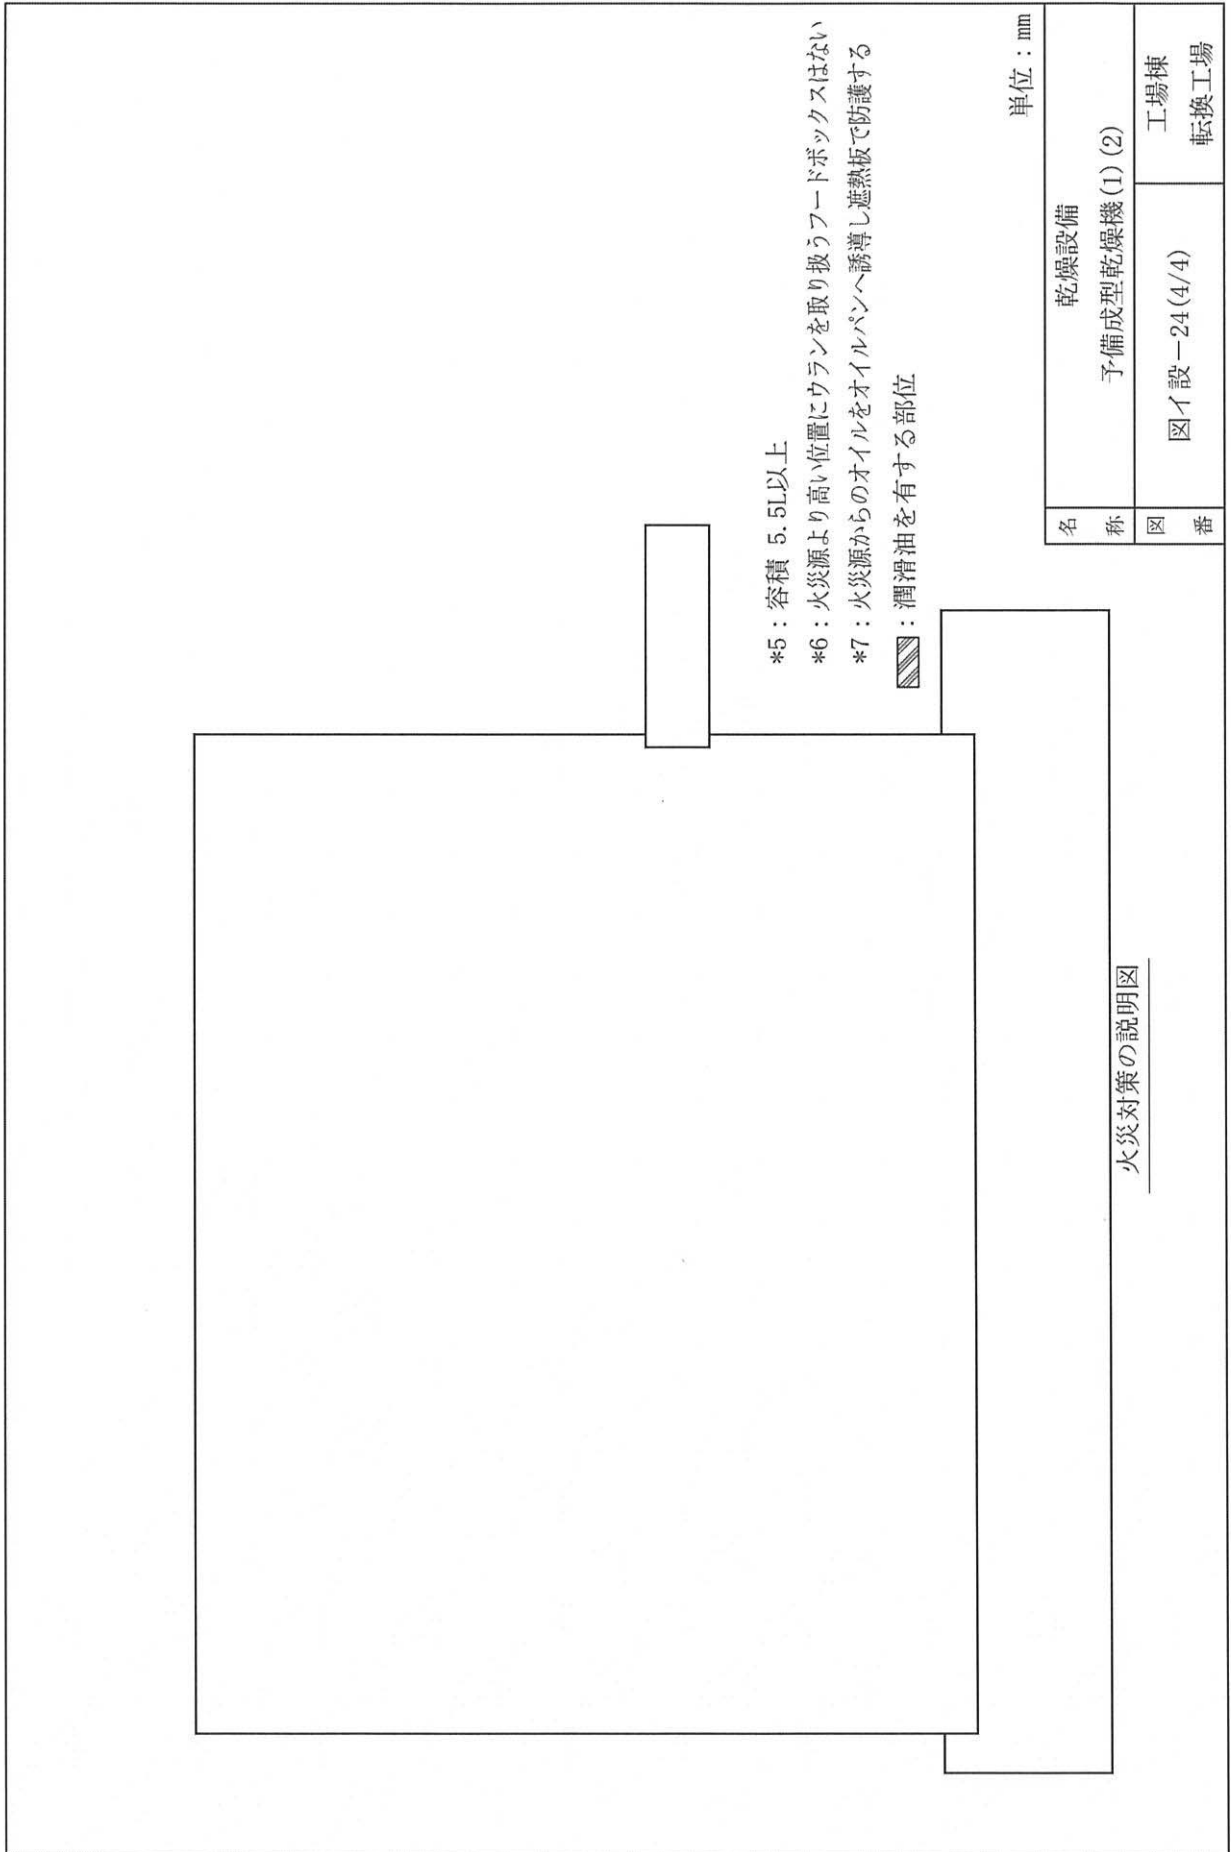 *5：容積 5.5L以上
*6：火災源より高い位置にウランを取り扱うフードボックスはない
*7：火災源からのオイルをオイルパンへ誘導し遮熱板で防護する
：潤滑油を有する部位
単位：mm
火災対策の説明図
名称
乾燥設備
予備成型乾燥機(1)(2)
図番
図イ設－24(4/4)
工場棟
転換工場